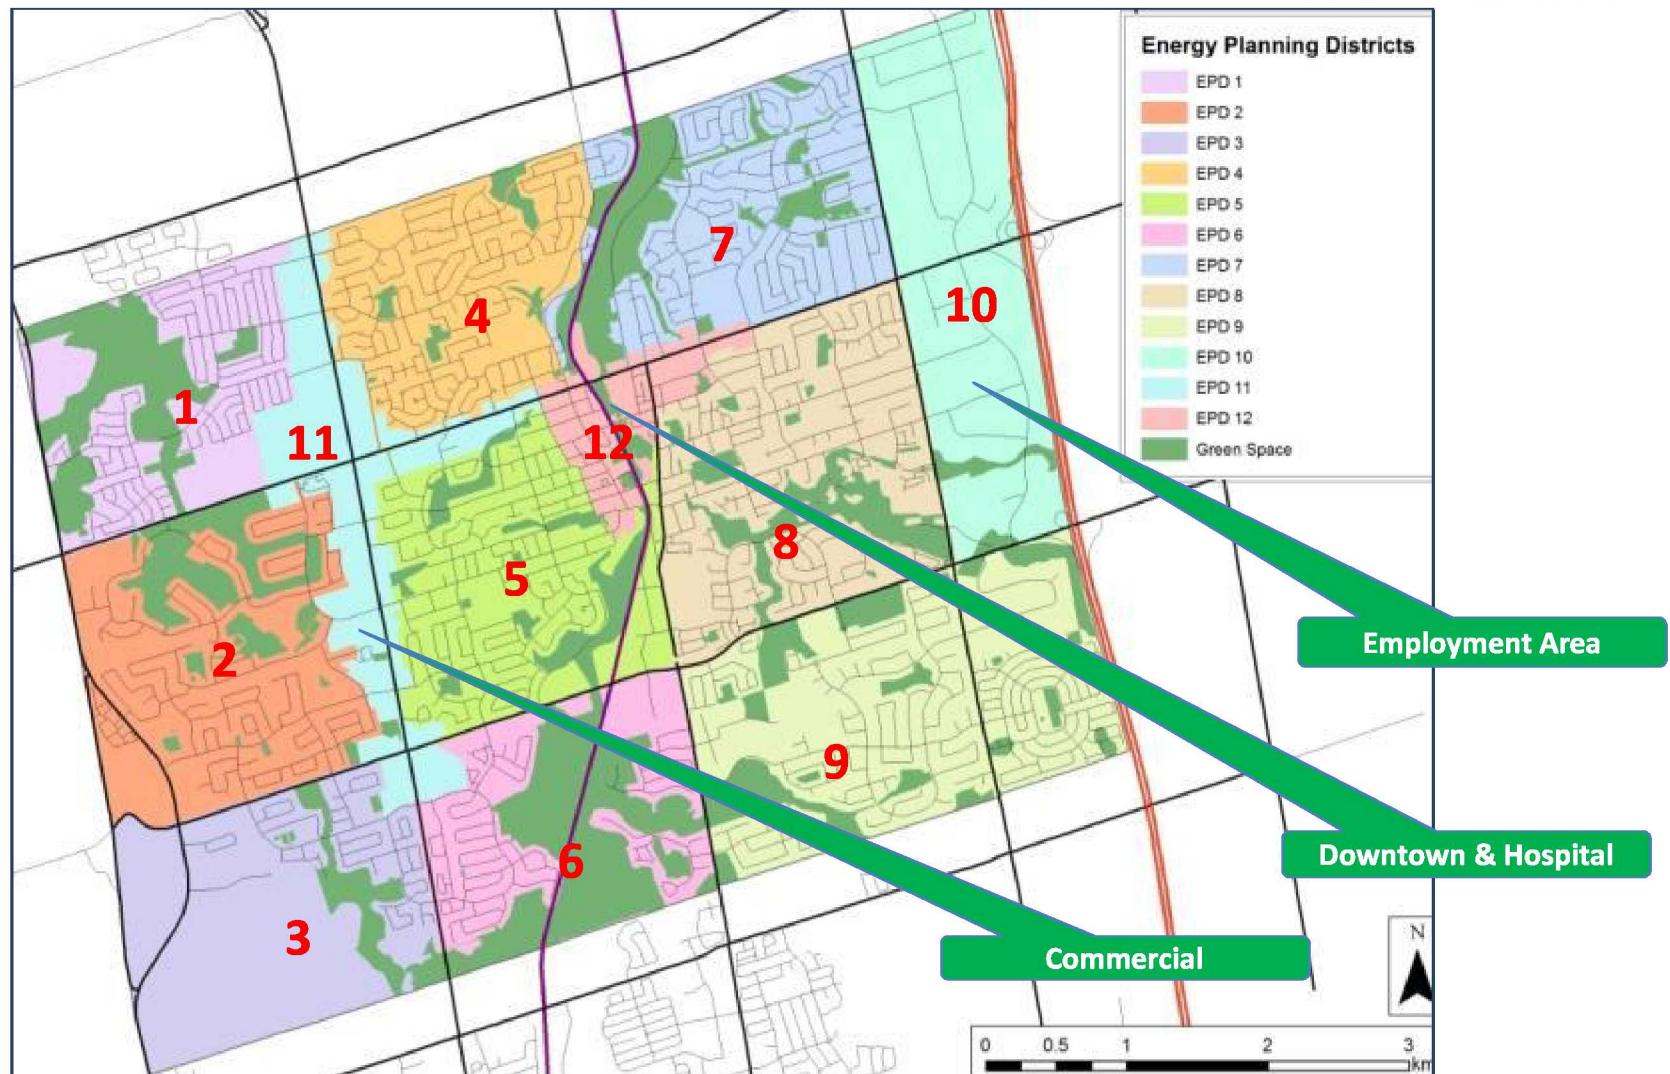 Energy Planning Districts
EPD 1
EPD 2
EPD 3
EPD 4
EPD 5
EPD 6
EPD 7
EPD 8
EPD 9
EPD 10
EPD 11
EPD 12
Green Space
7
4
10
1
11
12
8
5
2
9
6
3
Employment Area
Downtown & Hospital
Commercial
N
0 0.5 1 2 3
km